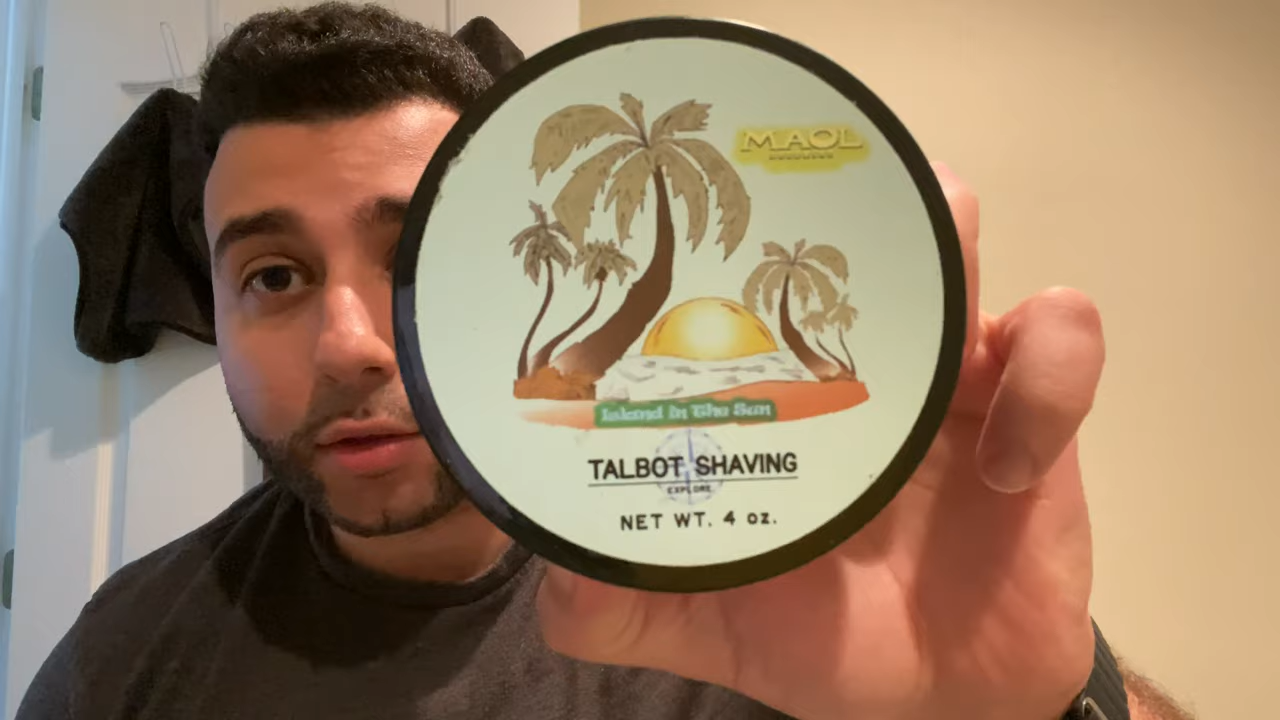 MAOL
Island In The Sun
TALBOT SHAVING
EXPLORE
NET WT. 4 oz.